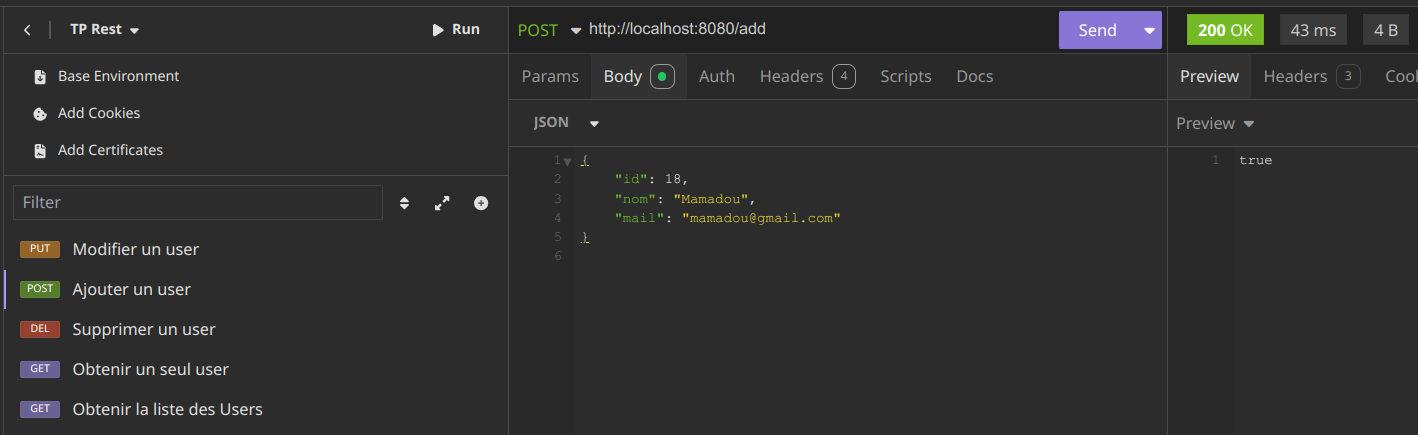 TP Rest
Run
Base Environment
Add Cookies
Add Certificates
Filter
PUT Modifier un user
POST Ajouter un user
DEL Supprimer un user
GET Obtenir un seul user
GET Obtenir la liste des Users
POST http://localhost:8080/add Send
Params Body Auth Headers 4 Scripts Docs
JSON
1 {
2 "id": 18,
3 "nom": "Mamadou",
4 "mail": "mamadou@gmail.com"
5 }
6
200 OK 43 ms 4 B
Preview Headers 3
Preview
1 true